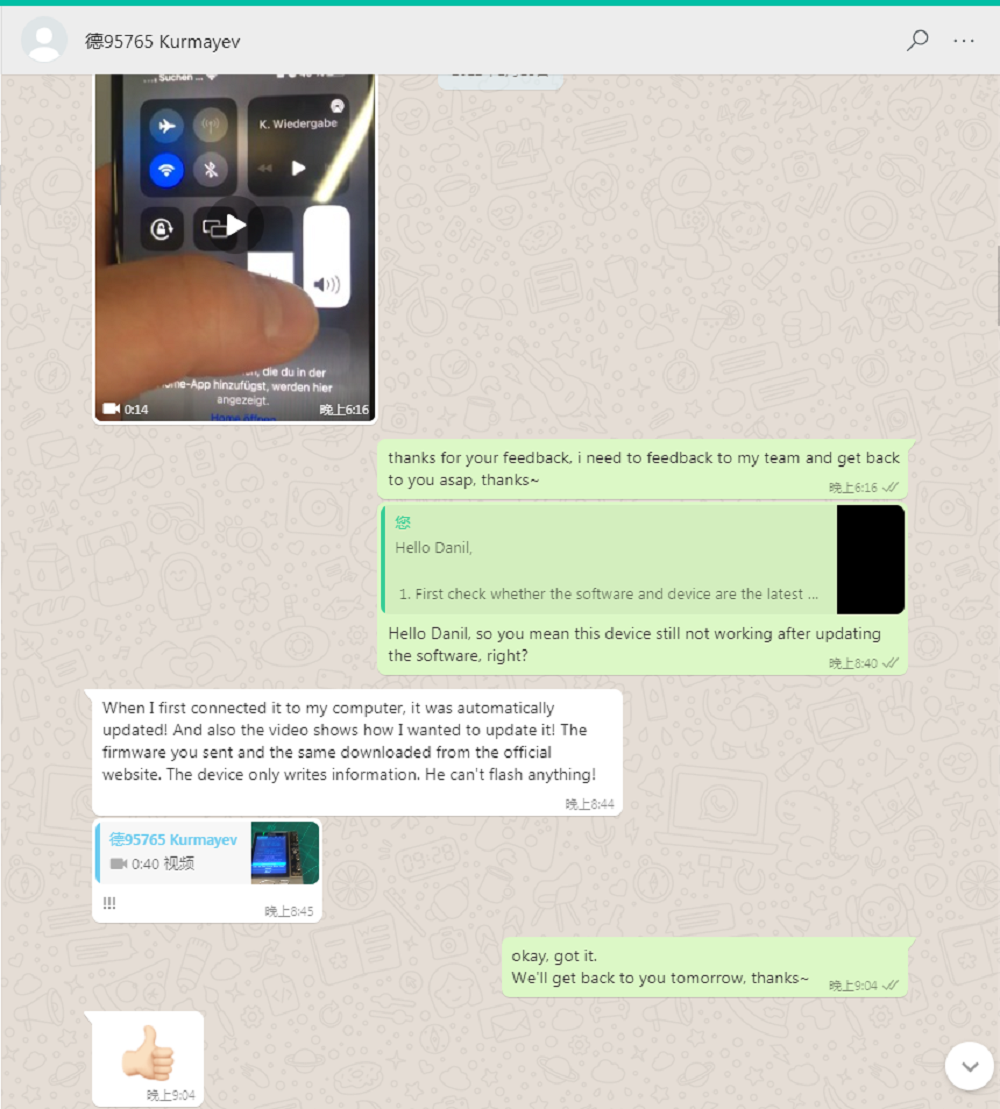 德95765 Kurmayev
Suchen ...
K. Wiedergabe
die du in der
me-App hinzufügst, werden hier
angezeigt.
Home öffnen
0:14
晚上6:16
thanks for your feedback, i need to feedback to my team and get back
to you asap, thanks~
晚上6:16
您
Hello Danil,
1. First check whether the software and device are the latest ...
Hello Danil, so you mean this device still not working after updating
the software, right?
晚上8:40
When I first connected it to my computer, it was automatically
updated! And also the video shows how I wanted to update it! The
firmware you sent and the same downloaded from the official
website. The device only writes information. He can't flash anything!
晚上8:44
德95765 Kurmayev
0:40 视频
!!!
晚上8:45
okay, got it.
We'll get back to you tomorrow, thanks~
晚上9:04
晚上9:04